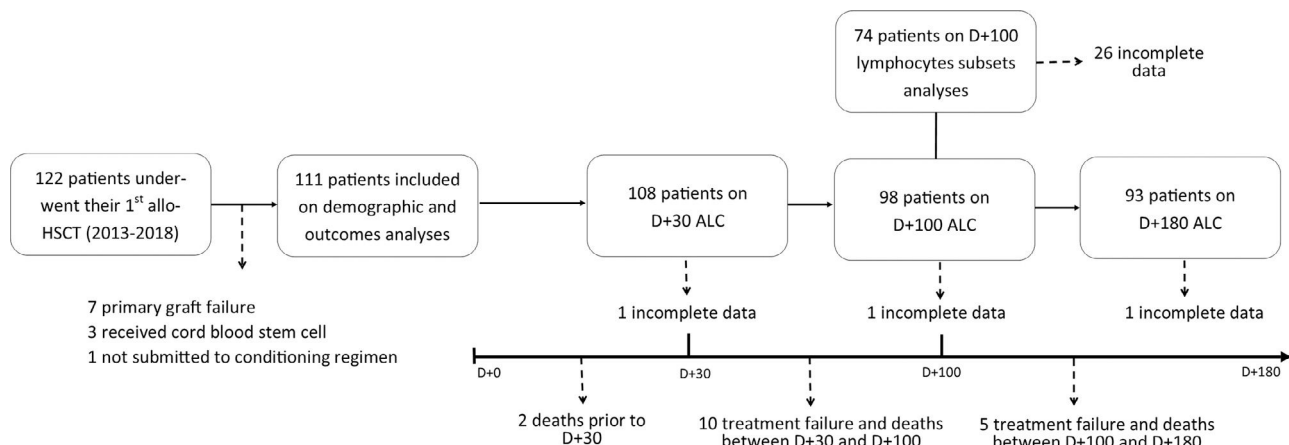 74 patients on D+100
lymphocytes subsets
analyses
26 incomplete
data
122 patients under-
went their 1st allo-
HSCT (2013-2018)
111 patients included
on demographic and
outcomes analyses
108 patients on
D+30 ALC
98 patients on
D+100 ALC
93 patients on
D+180 ALC
7 primary graft failure
3 received cord blood stem cell
1 not submitted to conditioning regimen
1 incomplete data
1 incomplete data
1 incomplete data
D+0
D+30
D+100
D+180
2 deaths prior to
D+30
10 treatment failure and deaths
between D+30 and D+100
5 treatment failure and deaths
between D+100 and D+180